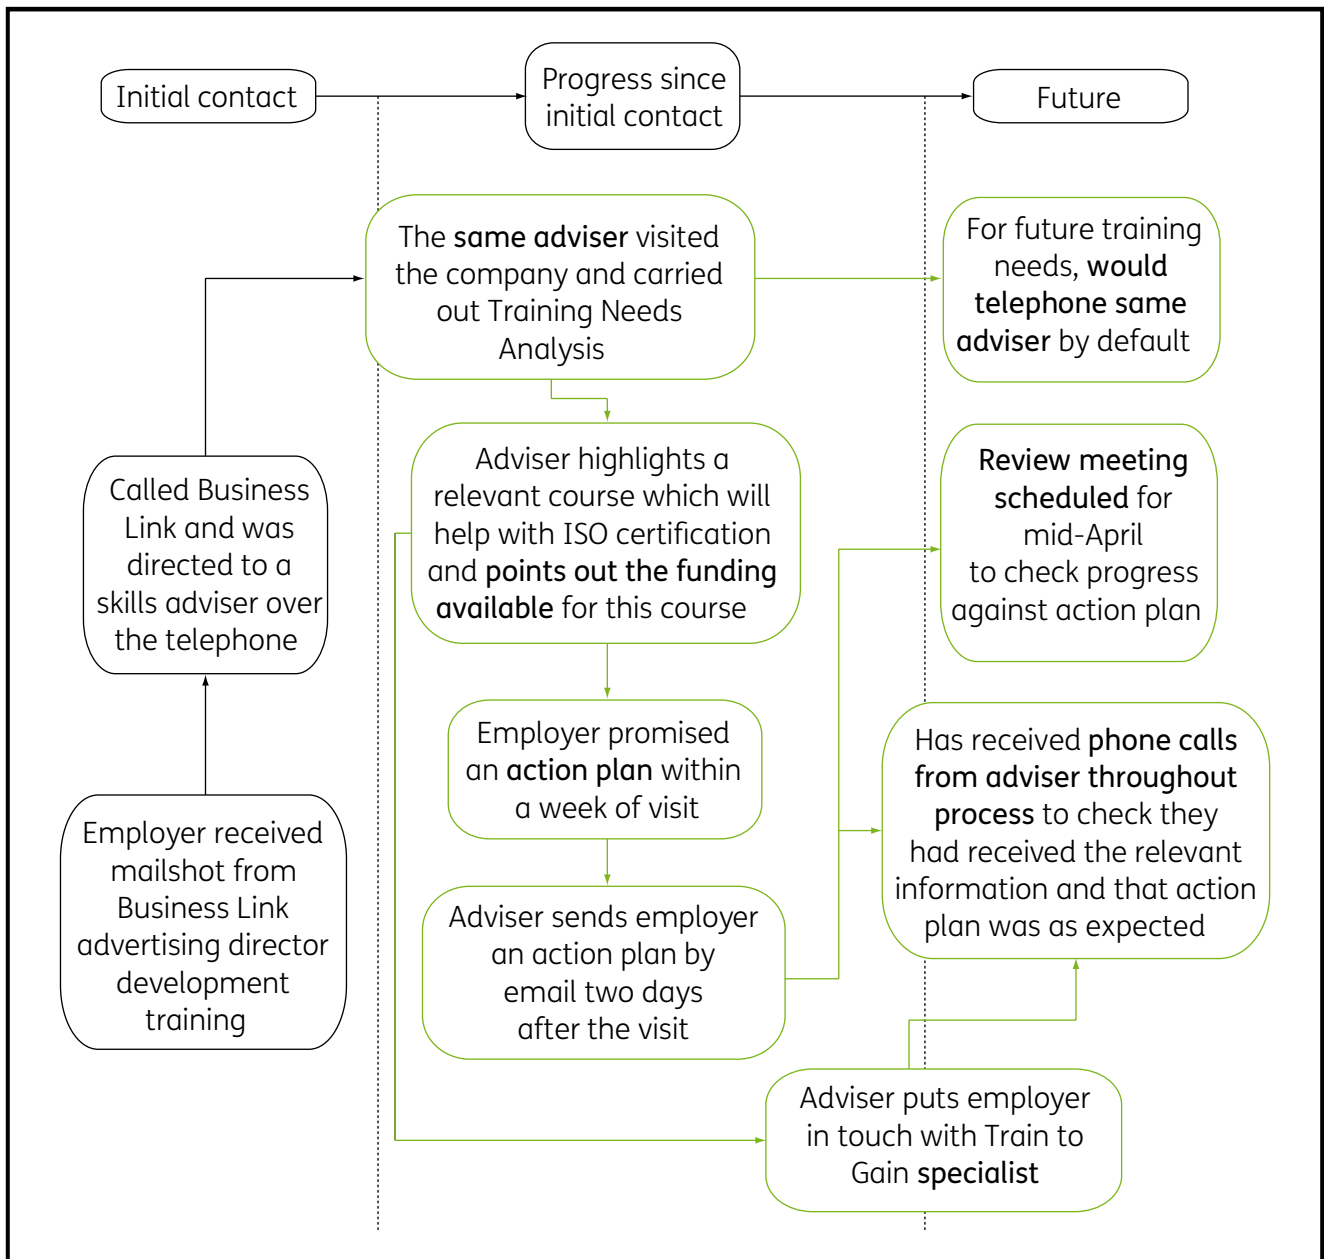 Initial contact
Progress since
initial contact
Future
Employer received
mailshot from
Business Link
advertising director
development
training
Called Business
Link and was
directed to a
skills adviser over
the telephone
The same adviser visited
the company and carried
out Training Needs
Analysis
Adviser highlights a
relevant course which will
help with ISO certification
and points out the funding
available for this course
Employer promised
an action plan within
a week of visit
Adviser sends employer
an action plan by
email two days
after the visit
Adviser puts employer
in touch with Train to
Gain specialist
For future training
needs, would
telephone same
adviser by default
Review meeting
scheduled for
mid-April
to check progress
against action plan
Has received phone calls
from adviser throughout
process to check they
had received the relevant
information and that action
plan was as expected